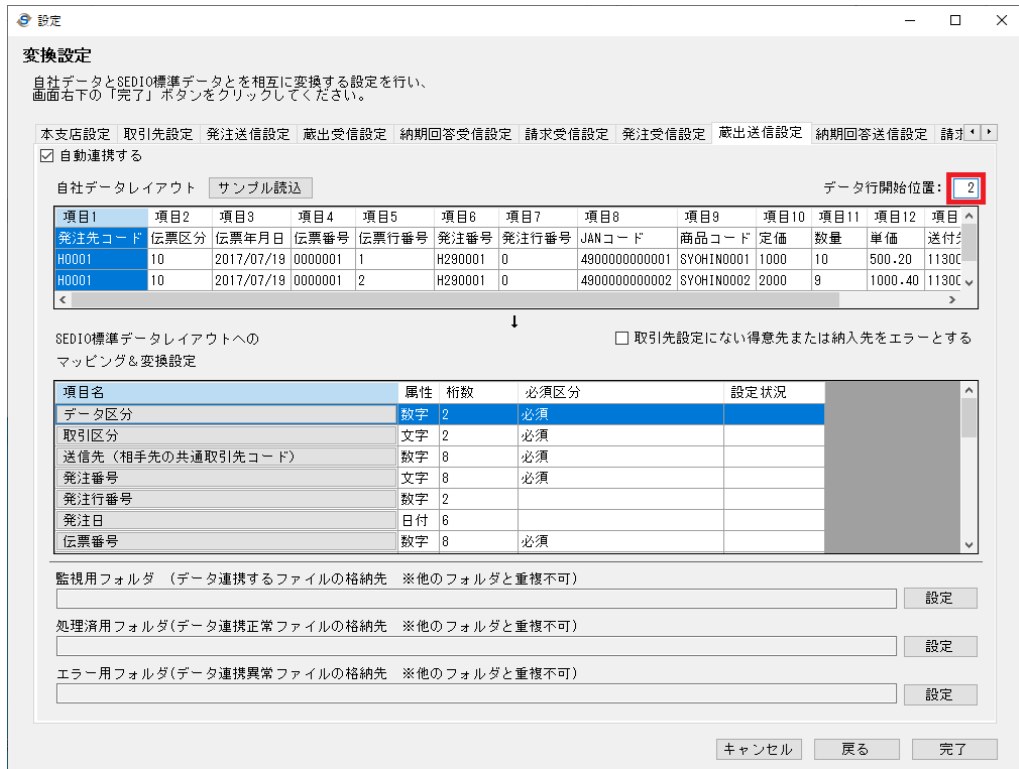 設定
変換設定
自社データとSEDIO標準データとを相互に変換する設定を行い、
画面右下の「完了」ボタンをクリックしてください。
本支店設定 取引先設定 発注送信設定 蔵出受信設定 納期回答受信設定 請求受信設定 発注受信設定 蔵出送信設定 納期回答送信設定 請求
自動連携する
自社データレイアウト サンプル読込 データ行開始位置: 2
項目1 項目2 項目3 項目4 項目5 項目6 項目7 項目8 項目9 項目10 項目11 項目12 項目
発注先コード 伝票区分 伝票年月日 伝票番号 伝票行番号 発注番号 発注行番号 JANコード 商品コード 定価 数量 単価 送付
H0001 10 2017/07/19 0000001 1 H290001 0 4900000000001 SYOHIN0001 1000 10 500.20 11300
H0001 10 2017/07/19 0000001 2 H290001 0 4900000000002 SYOHIN0002 2000 9 1000.40 11300
↓
SEDIO標準データレイアウトへの 取引先設定にない得意先または納入先をエラーとする
マッピング&変換設定
項目名 属性 桁数 必須区分 設定状況
データ区分 数字 2 必須
取引区分 文字 2 必須
送信先(相手先の共通取引先コード) 数字 8 必須
発注番号 文字 8 必須
発注行番号 数字 2
発注日 日付 6
伝票番号 数字 8 必須
監視用フォルダ (データ連携するファイルの格納先 ※他のフォルダと重複不可)
設定
処理済用フォルダ(データ連携正常ファイルの格納先 ※他のフォルダと重複不可)
設定
エラー用フォルダ(データ連携異常ファイルの格納先 ※他のフォルダと重複不可)
設定
キャンセル 戻る 完了